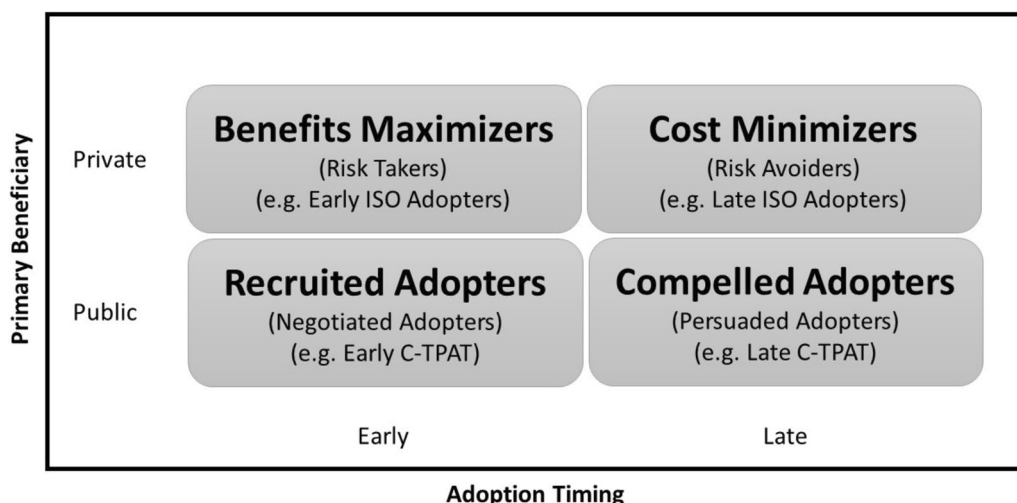 Primary Beneficiary
Private
Benefits Maximizers
(Risk Takers)
(e.g. Early ISO Adopters)
Cost Minimizers
(Risk Avoiders)
(e.g. Late ISO Adopters)
Public
Recruited Adopters
(Negotiated Adopters)
(e.g. Early C-TPAT)
Compelled Adopters
(Persuaded Adopters)
(e.g. Late C-TPAT)
Early
Late
Adoption Timing